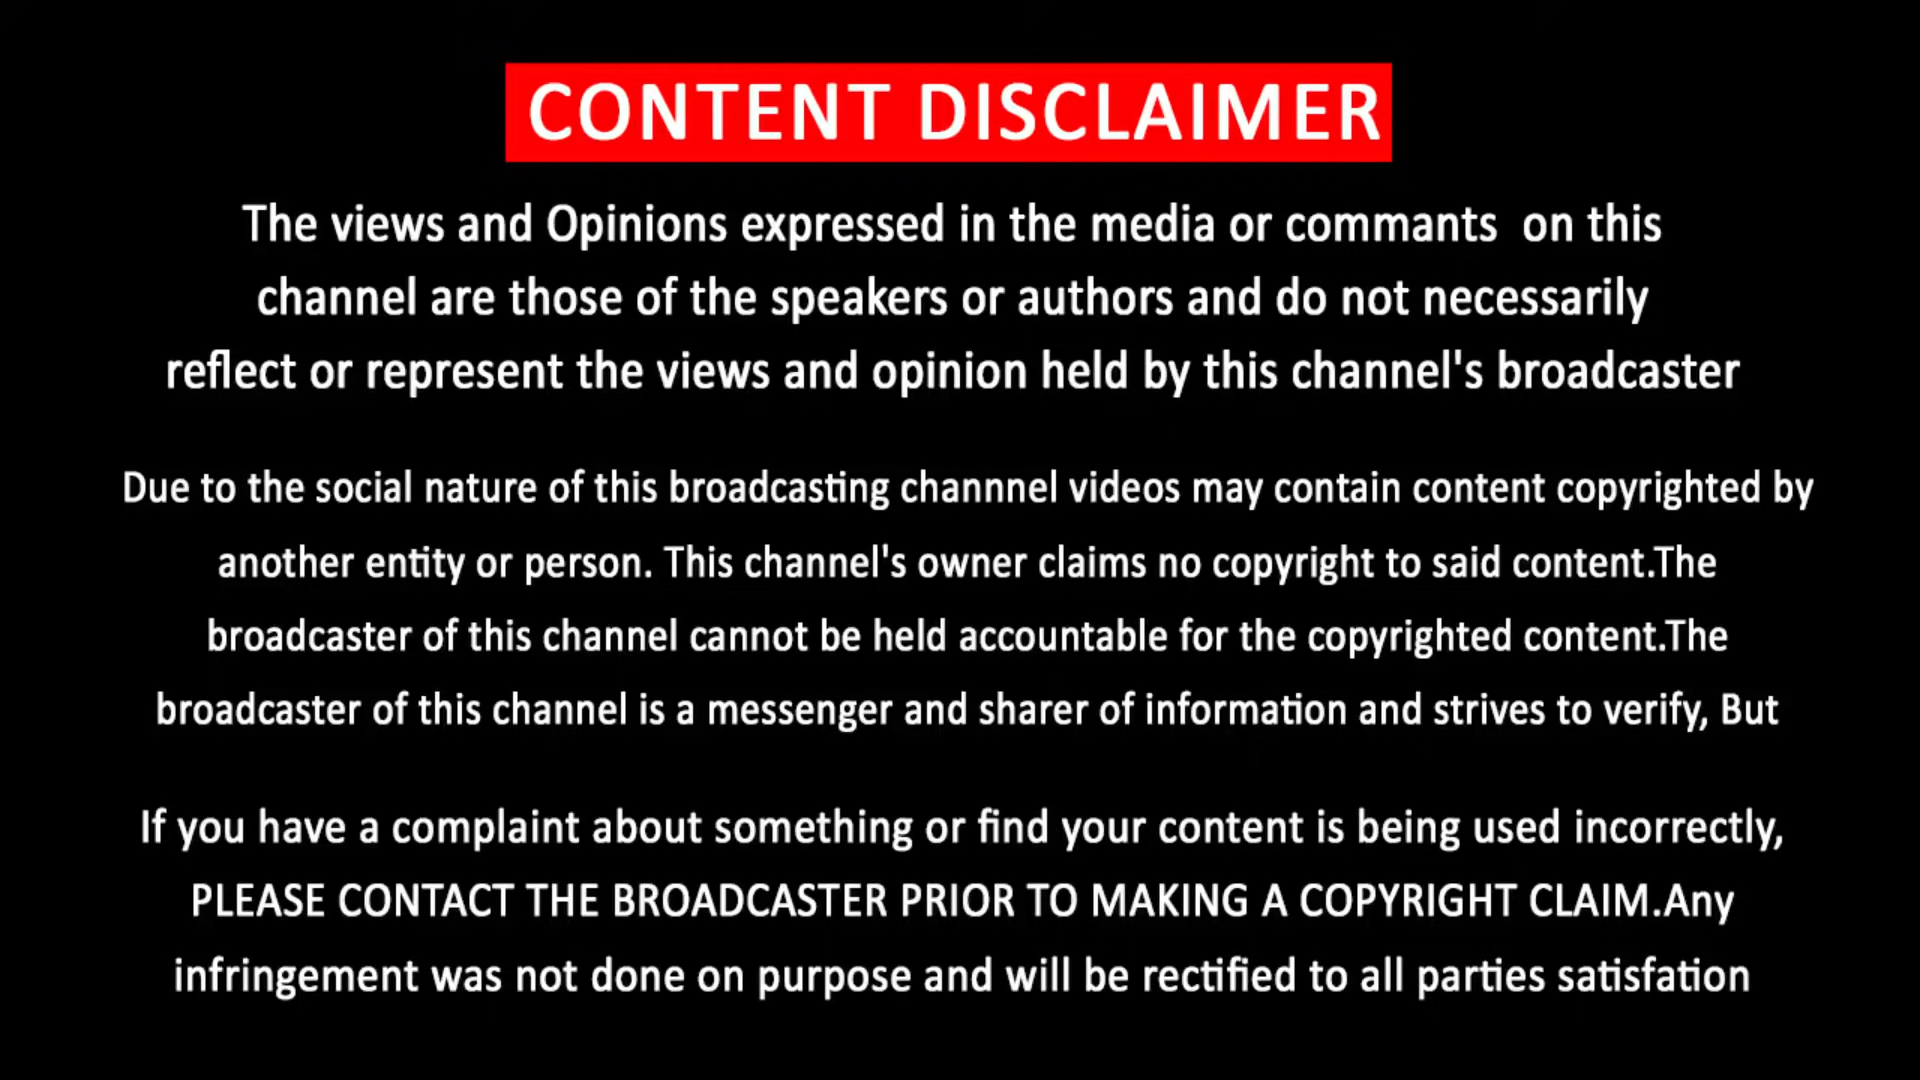 CONTENT DISCLAIMER
The views and Opinions expressed in the media or commants on this
channel are those of the speakers or authors and do not necessarily
reflect or represent the views and opinion held by this channel's broadcaster
Due to the social nature of this broadcasting channnel videos may contain content copyrighted by
another entity or person. This channel's owner claims no copyright to said content.The
broadcaster of this channel cannot be held accountable for the copyrighted content.The
broadcaster of this channel is a messenger and sharer of information and strives to verify, But
If you have a complaint about something or find your content is being used incorrectly,
PLEASE CONTACT THE BROADCASTER PRIOR TO MAKING A COPYRIGHT CLAIM.Any
infringement was not done on purpose and will be rectified to all parties satisfation